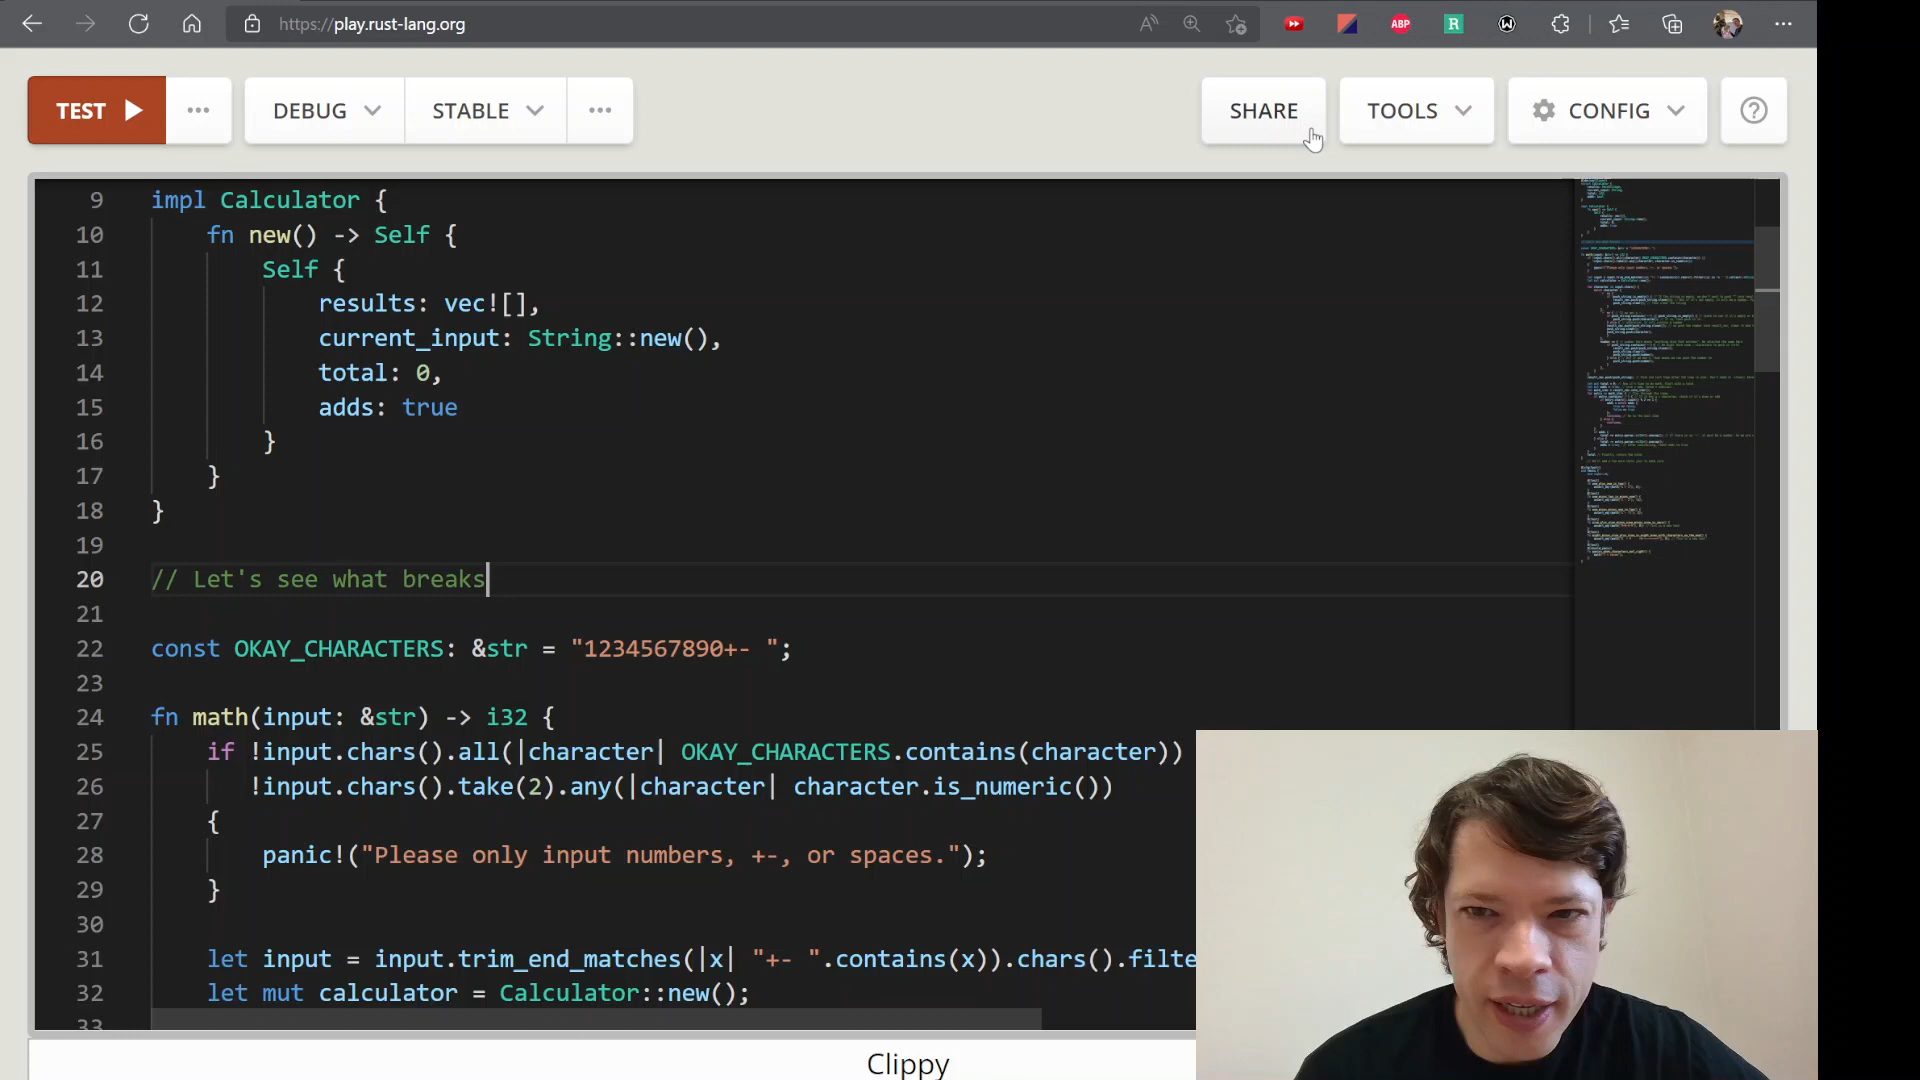 https://play.rust-lang.org
ABP
R
TEST
DEBUG
STABLE
SHARE
TOOLS
CONFIG
9 impl Calculator {
10 fn new() -> Self {
11 Self {
12 results: vec![],
13 current_input: String::new(),
14 total: 0,
15 adds: true
16 }
17 }
18 }
19
20 // Let's see what breaks
21
22 const OKAY_CHARACTERS: &str = "1234567890+- ";
23
24 fn math(input: &str) -> i32 {
25 if !input.chars().all(|character| OKAY_CHARACTERS.contains(character))
26 !input.chars().take(2).any(|character| character.is_numeric())
27 {
28 panic!("Please only input numbers, +-, or spaces.");
29 }
30
31 let input = input.trim_end_matches(|x| "+- ".contains(x)).chars().filte
32 let mut calculator = Calculator::new();
33
Clippy